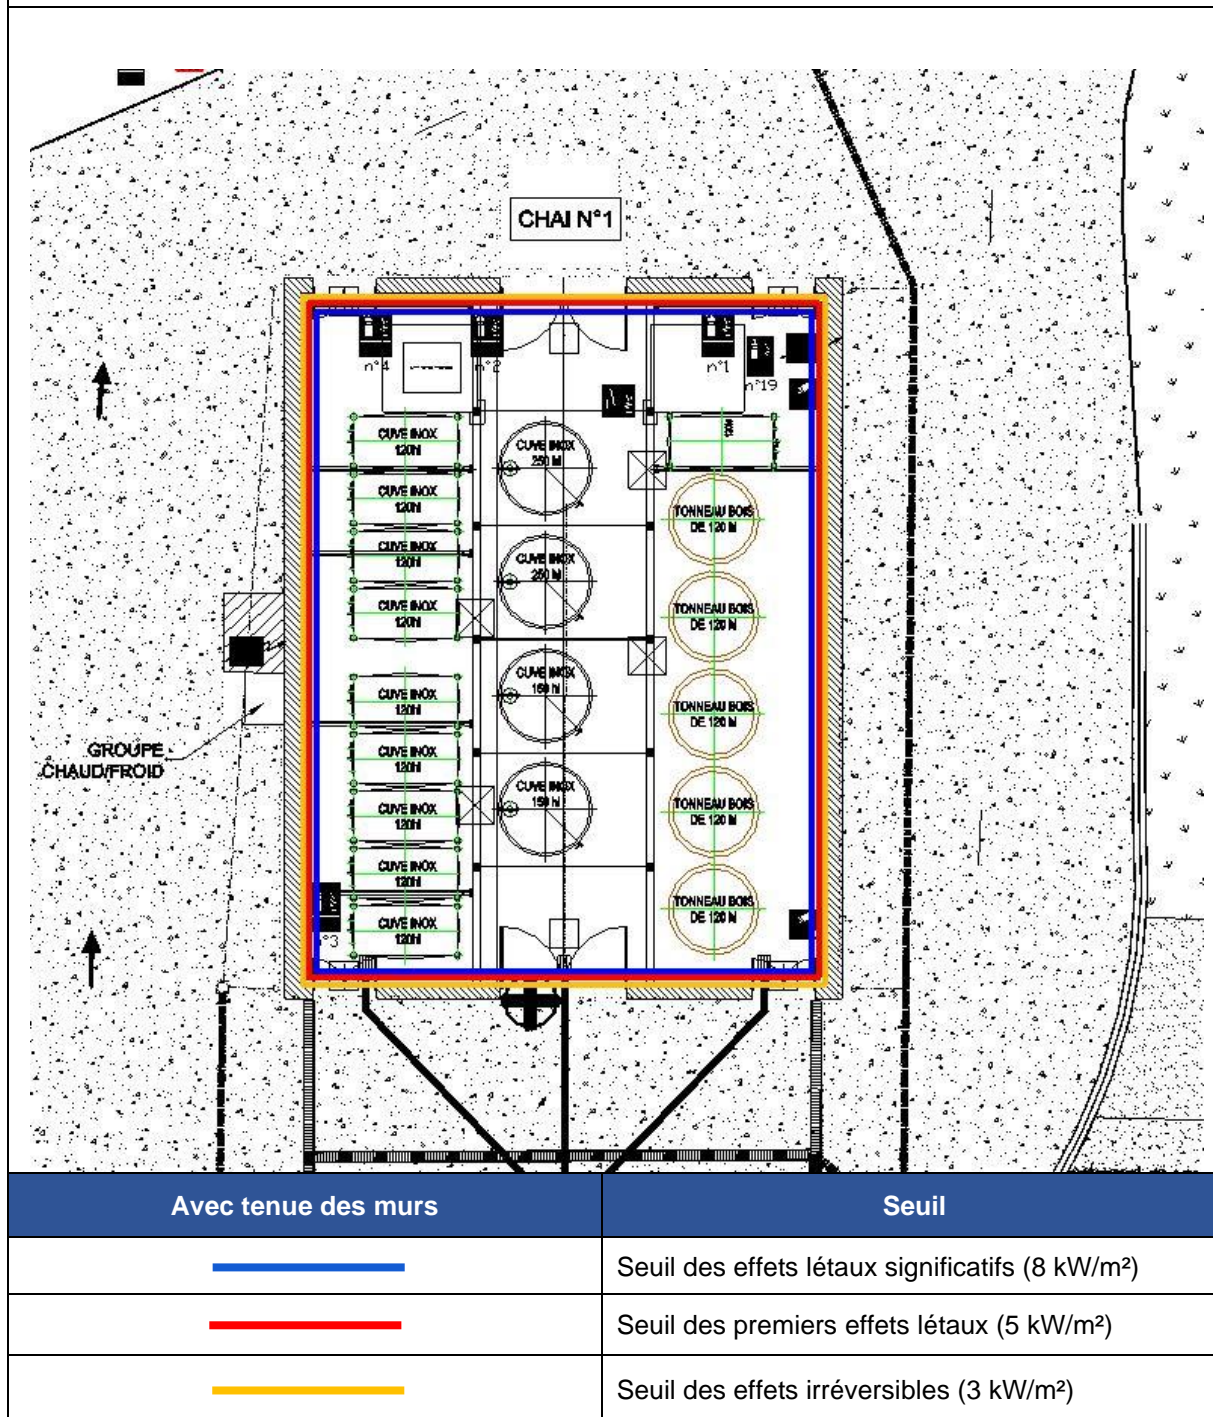 CHAI N°1
n°4
n°2
n°1
n°19
CUVE INOX
120hl
CUVE INOX
120hl
CUVE INOX
120hl
CUVE INOX
120hl
CUVE INOX
120hl
CUVE INOX
120hl
CUVE INOX
120hl
CUVE INOX
120hl
CUVE INOX
120hl
n°3
CUVE INOX
250 hl
CUVE INOX
250 hl
CUVE INOX
150 hl
CUVE INOX
150 hl
TONNEAU BOIS
DE 120 hl
TONNEAU BOIS
DE 120 hl
TONNEAU BOIS
DE 120 hl
TONNEAU BOIS
DE 120 hl
TONNEAU BOIS
DE 120 hl
GROUPE
CHAUD/FROID
Avec tenue des murs
Seuil
Seuil des effets létaux significatifs (8 kW/m²)
Seuil des premiers effets létaux (5 kW/m²)
Seuil des effets irréversibles (3 kW/m²)